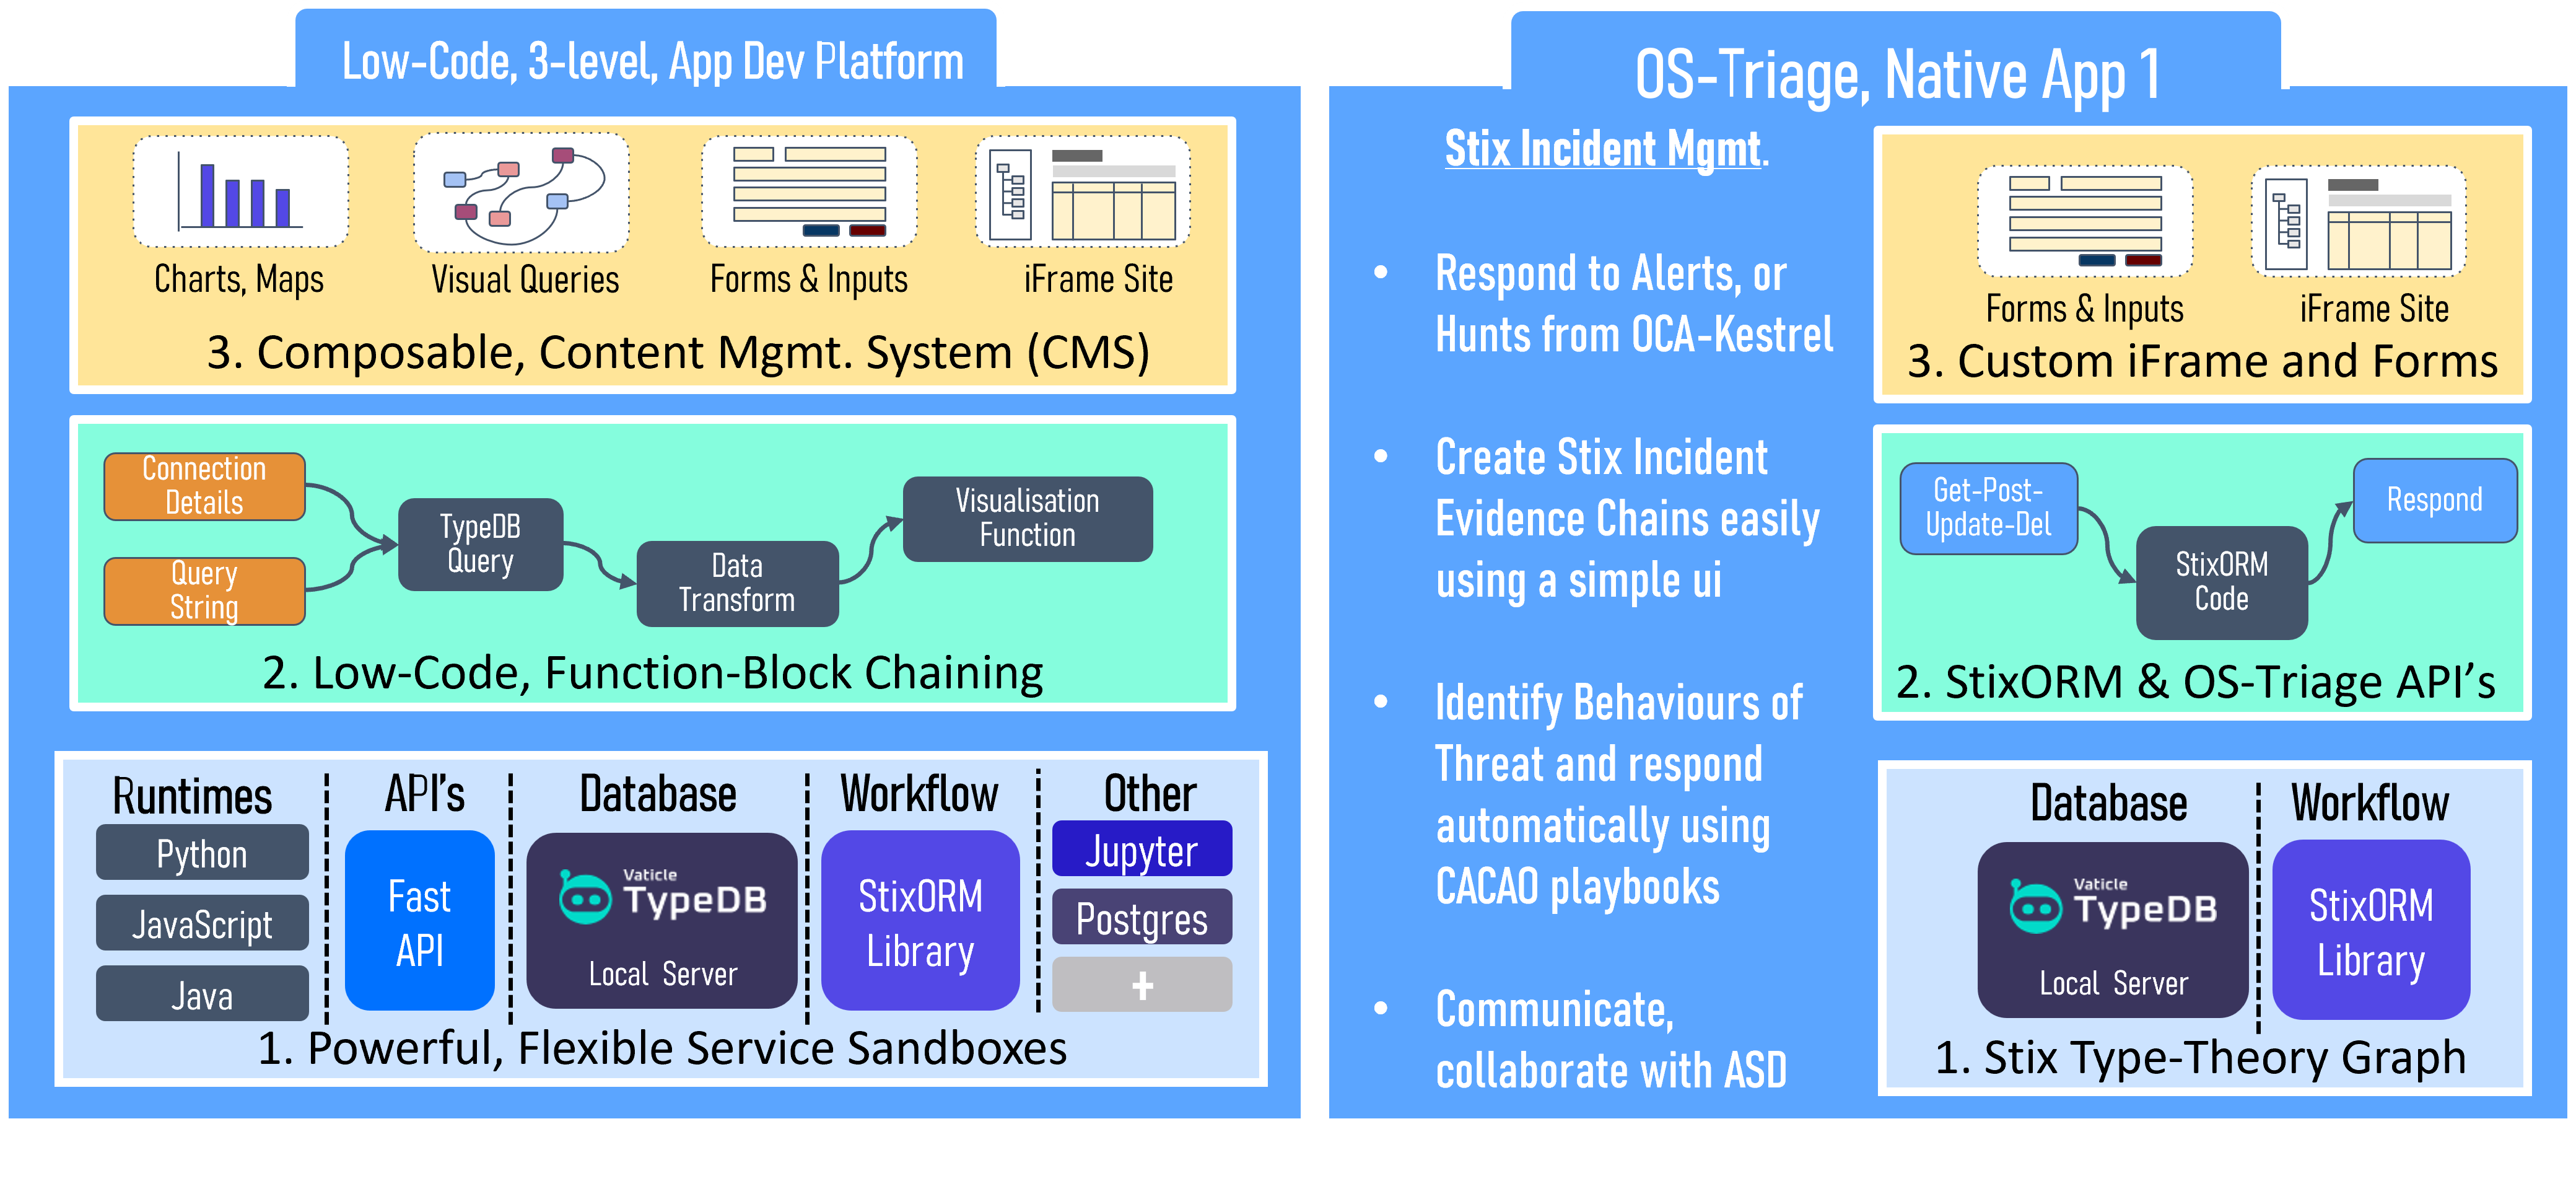 Low-Code, 3-level, App Dev Platform
Charts, Maps
Visual Queries
Forms & Inputs
iFrame Site
3. Composable, Content Mgmt. System (CMS)
Connection
Details
Query
String
TypeDB
Query
Data
Transform
Visualisation
Function
2. Low-Code, Function-Block Chaining
Runtimes
Python
JavaScript
Java
API's
Fast
API
Database
Vaticle
TypeDB
Local Server
Workflow
StixORM
Library
Other
Jupyter
Postgres
+
1. Powerful, Flexible Service Sandboxes
OS-Triage, Native App 1
Stix Incident Mgmt.
• Respond to Alerts, or
Hunts from OCA-Kestrel
• Create Stix Incident
Evidence Chains easily
using a simple ui
• Identify Behaviours of
Threat and respond
automatically using
CACAO playbooks
• Communicate,
collaborate with ASD
Forms & Inputs
iFrame Site
3. Custom iFrame and Forms
Get-Post-
Update-Del
StixORM
Code
Respond
2. StixORM & OS-Triage API's
Database
Vaticle
TypeDB
Local Server
Workflow
StixORM
Library
1. Stix Type-Theory Graph